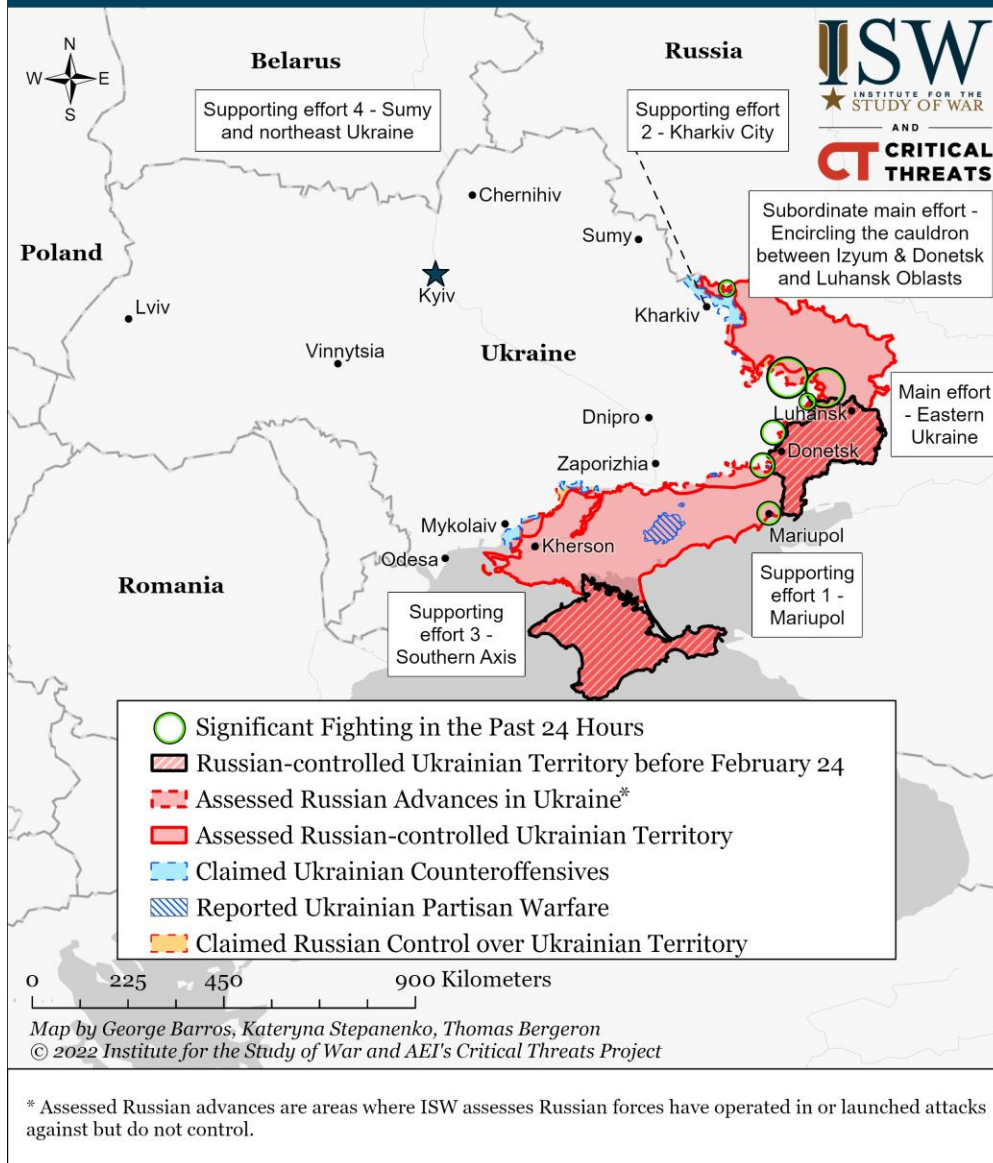 N
W E
S
Belarus
Russia
ISW
INSTITUTE FOR THE
STUDY OF WAR
AND
CT CRITICAL
THREATS
Supporting effort 4 - Sumy
and northeast Ukraine
Supporting effort
2 - Kharkiv City
Subordinate main effort -
Encircling the cauldron
between Izyum & Donetsk
and Luhansk Oblasts
Chernihiv
Sumy
Poland
Kyiv
Lviv
Kharkiv
Vinnytsia
Ukraine
Main effort
- Eastern
Ukraine
Luhansk
Dnipro
Donetsk
Zaporizhia
Mykolaiv
Mariupol
Kherson
Odesa
Romania
Supporting
effort 1 -
Mariupol
Supporting
effort 3 -
Southern Axis
Significant Fighting in the Past 24 Hours
Russian-controlled Ukrainian Territory before February 24
Assessed Russian Advances in Ukraine*
Assessed Russian-controlled Ukrainian Territory
Claimed Ukrainian Counteroffensives
Reported Ukrainian Partisan Warfare
Claimed Russian Control over Ukrainian Territory
0 225 450 900 Kilometers
Map by George Barros, Kateryna Stepanenko, Thomas Bergeron
© 2022 Institute for the Study of War and AEI's Critical Threats Project
* Assessed Russian advances are areas where ISW assesses Russian forces have operated in or launched attacks
against but do not control.